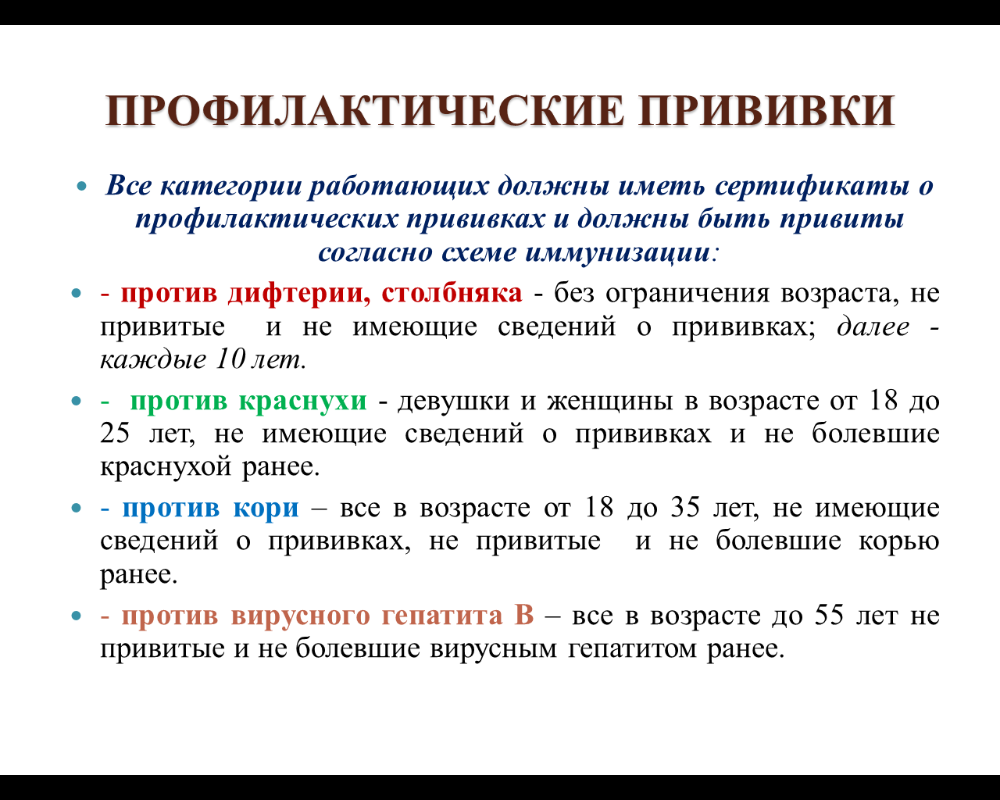 ПРОФИЛАКТИЧЕСКИЕ ПРИВИВКИ
• Все категории работающих должны иметь сертификаты о
профилактических прививках и должны быть привиты
согласно схеме иммунизации:
• - против дифтерии, столбняка - без ограничения возраста, не
привитые и не имеющие сведений о прививках; далее -
каждые 10 лет.
• - против краснухи - девушки и женщины в возрасте от 18 до
25 лет, не имеющие сведений о прививках и не болевшие
краснухой ранее.
• - против кори – все в возрасте от 18 до 35 лет, не имеющие
сведений о прививках, не привитые и не болевшие корью
ранее.
• - против вирусного гепатита В – все в возрасте до 55 лет не
привитые и не болевшие вирусным гепатитом ранее.